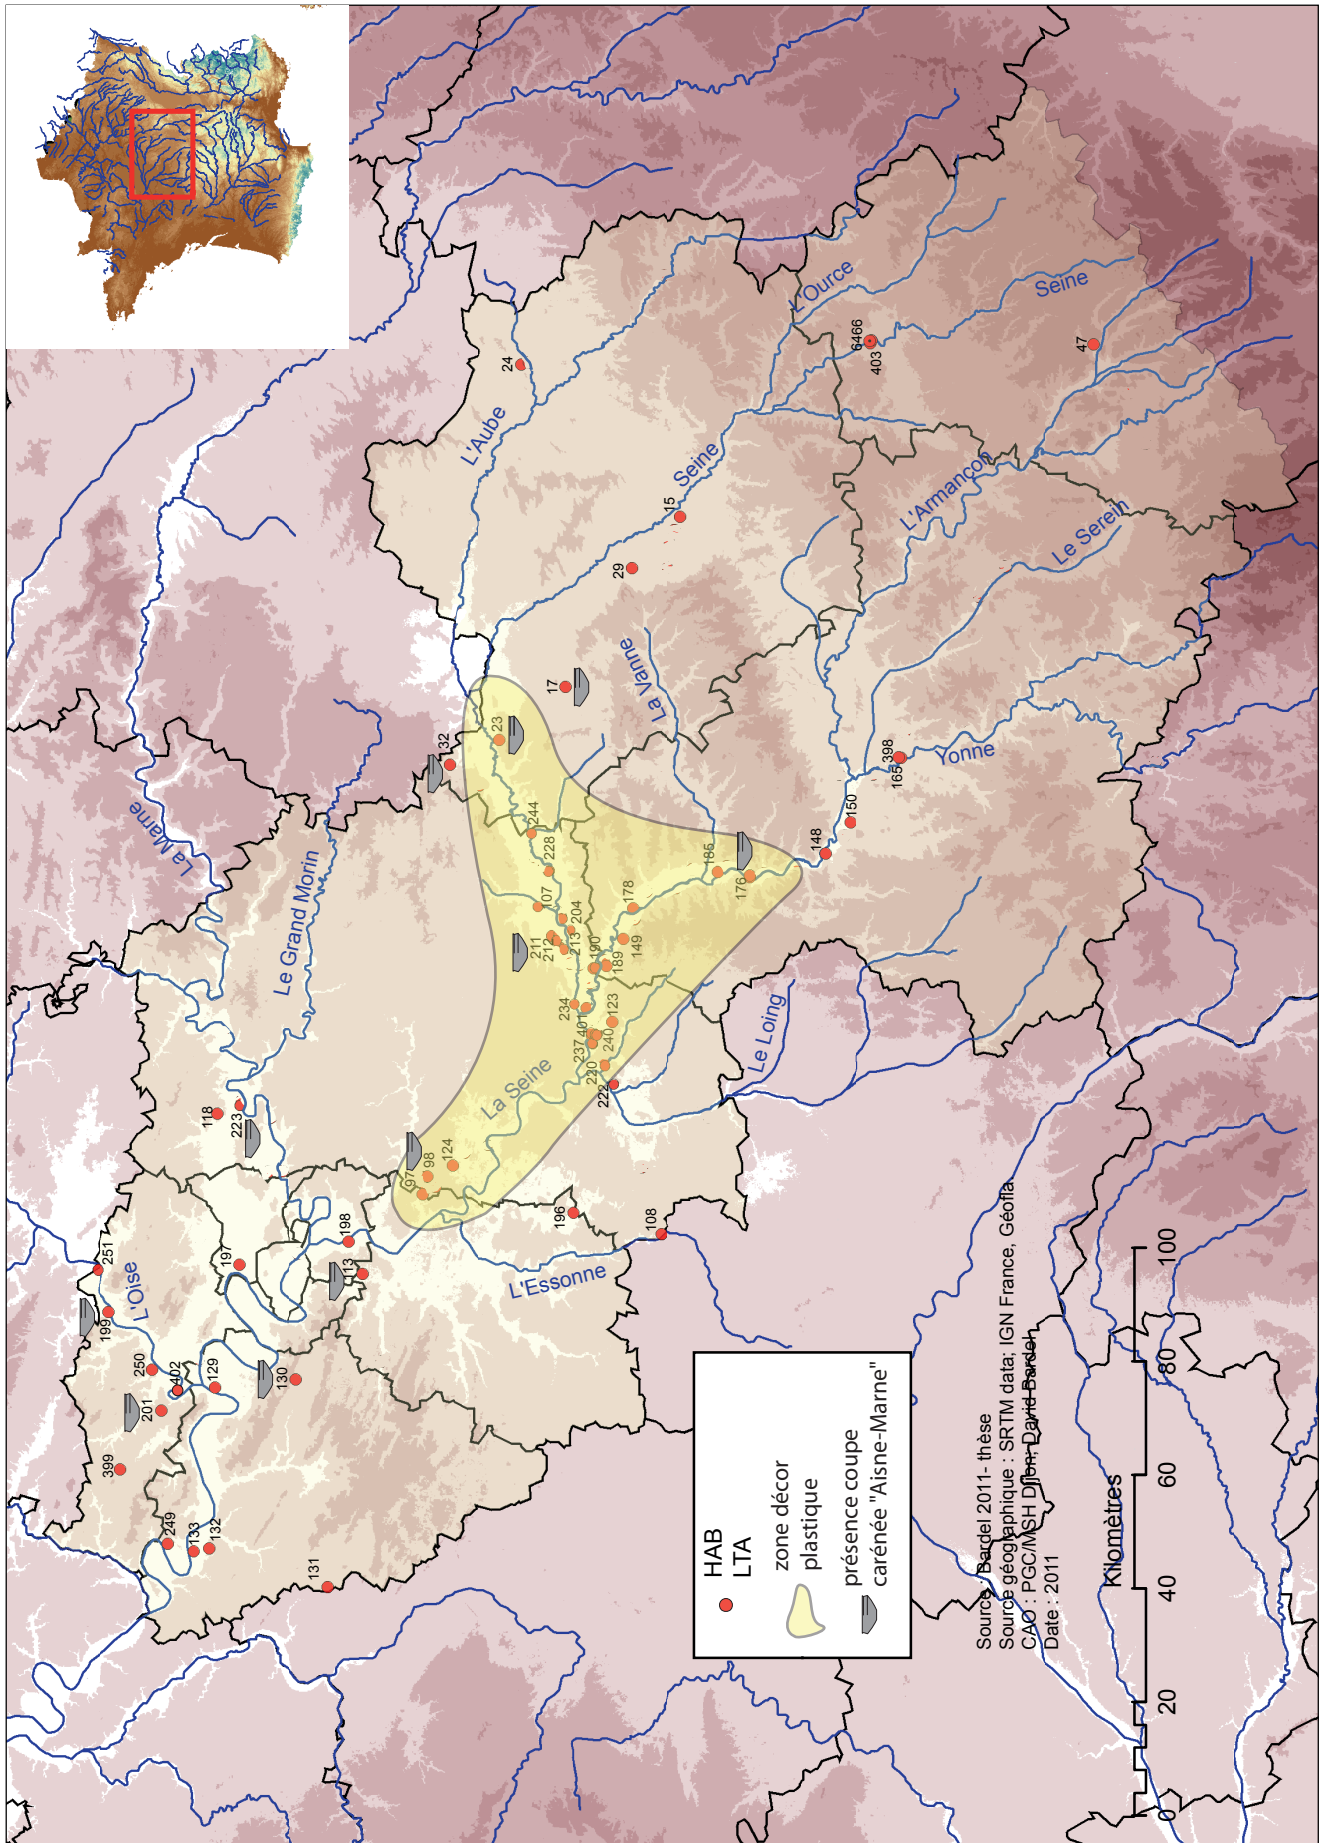 L'Oise
251
199
250
402
201
399
249
133
132
129
131
130
197
198
113
118
223
La Marne
Le Grand Morin
97
98
124
La Seine
L'Essonne
196
108
222
220
237
240
401
123
234
190
189
149
178
213
212
211
204
107
228
244
23
32
17
185
176
148
150
165
398
Yonne
Le Loing
La Vanne
29
15
Seine
L'Aube
24
L'Ource
6466
403
Seine
47
L'Armançon
Le Serein
HAB
LTA
zone décor
plastique
présence coupe
carénée "Aisne-Marne"
Source : Bardel 2011- thèse
Source géographique : SRTM data; IGN France, Géofla
CAO : PGC/MSH Dijon; David Bardel
Date : 2011
Kilomètres
0 20 40 60 80 100